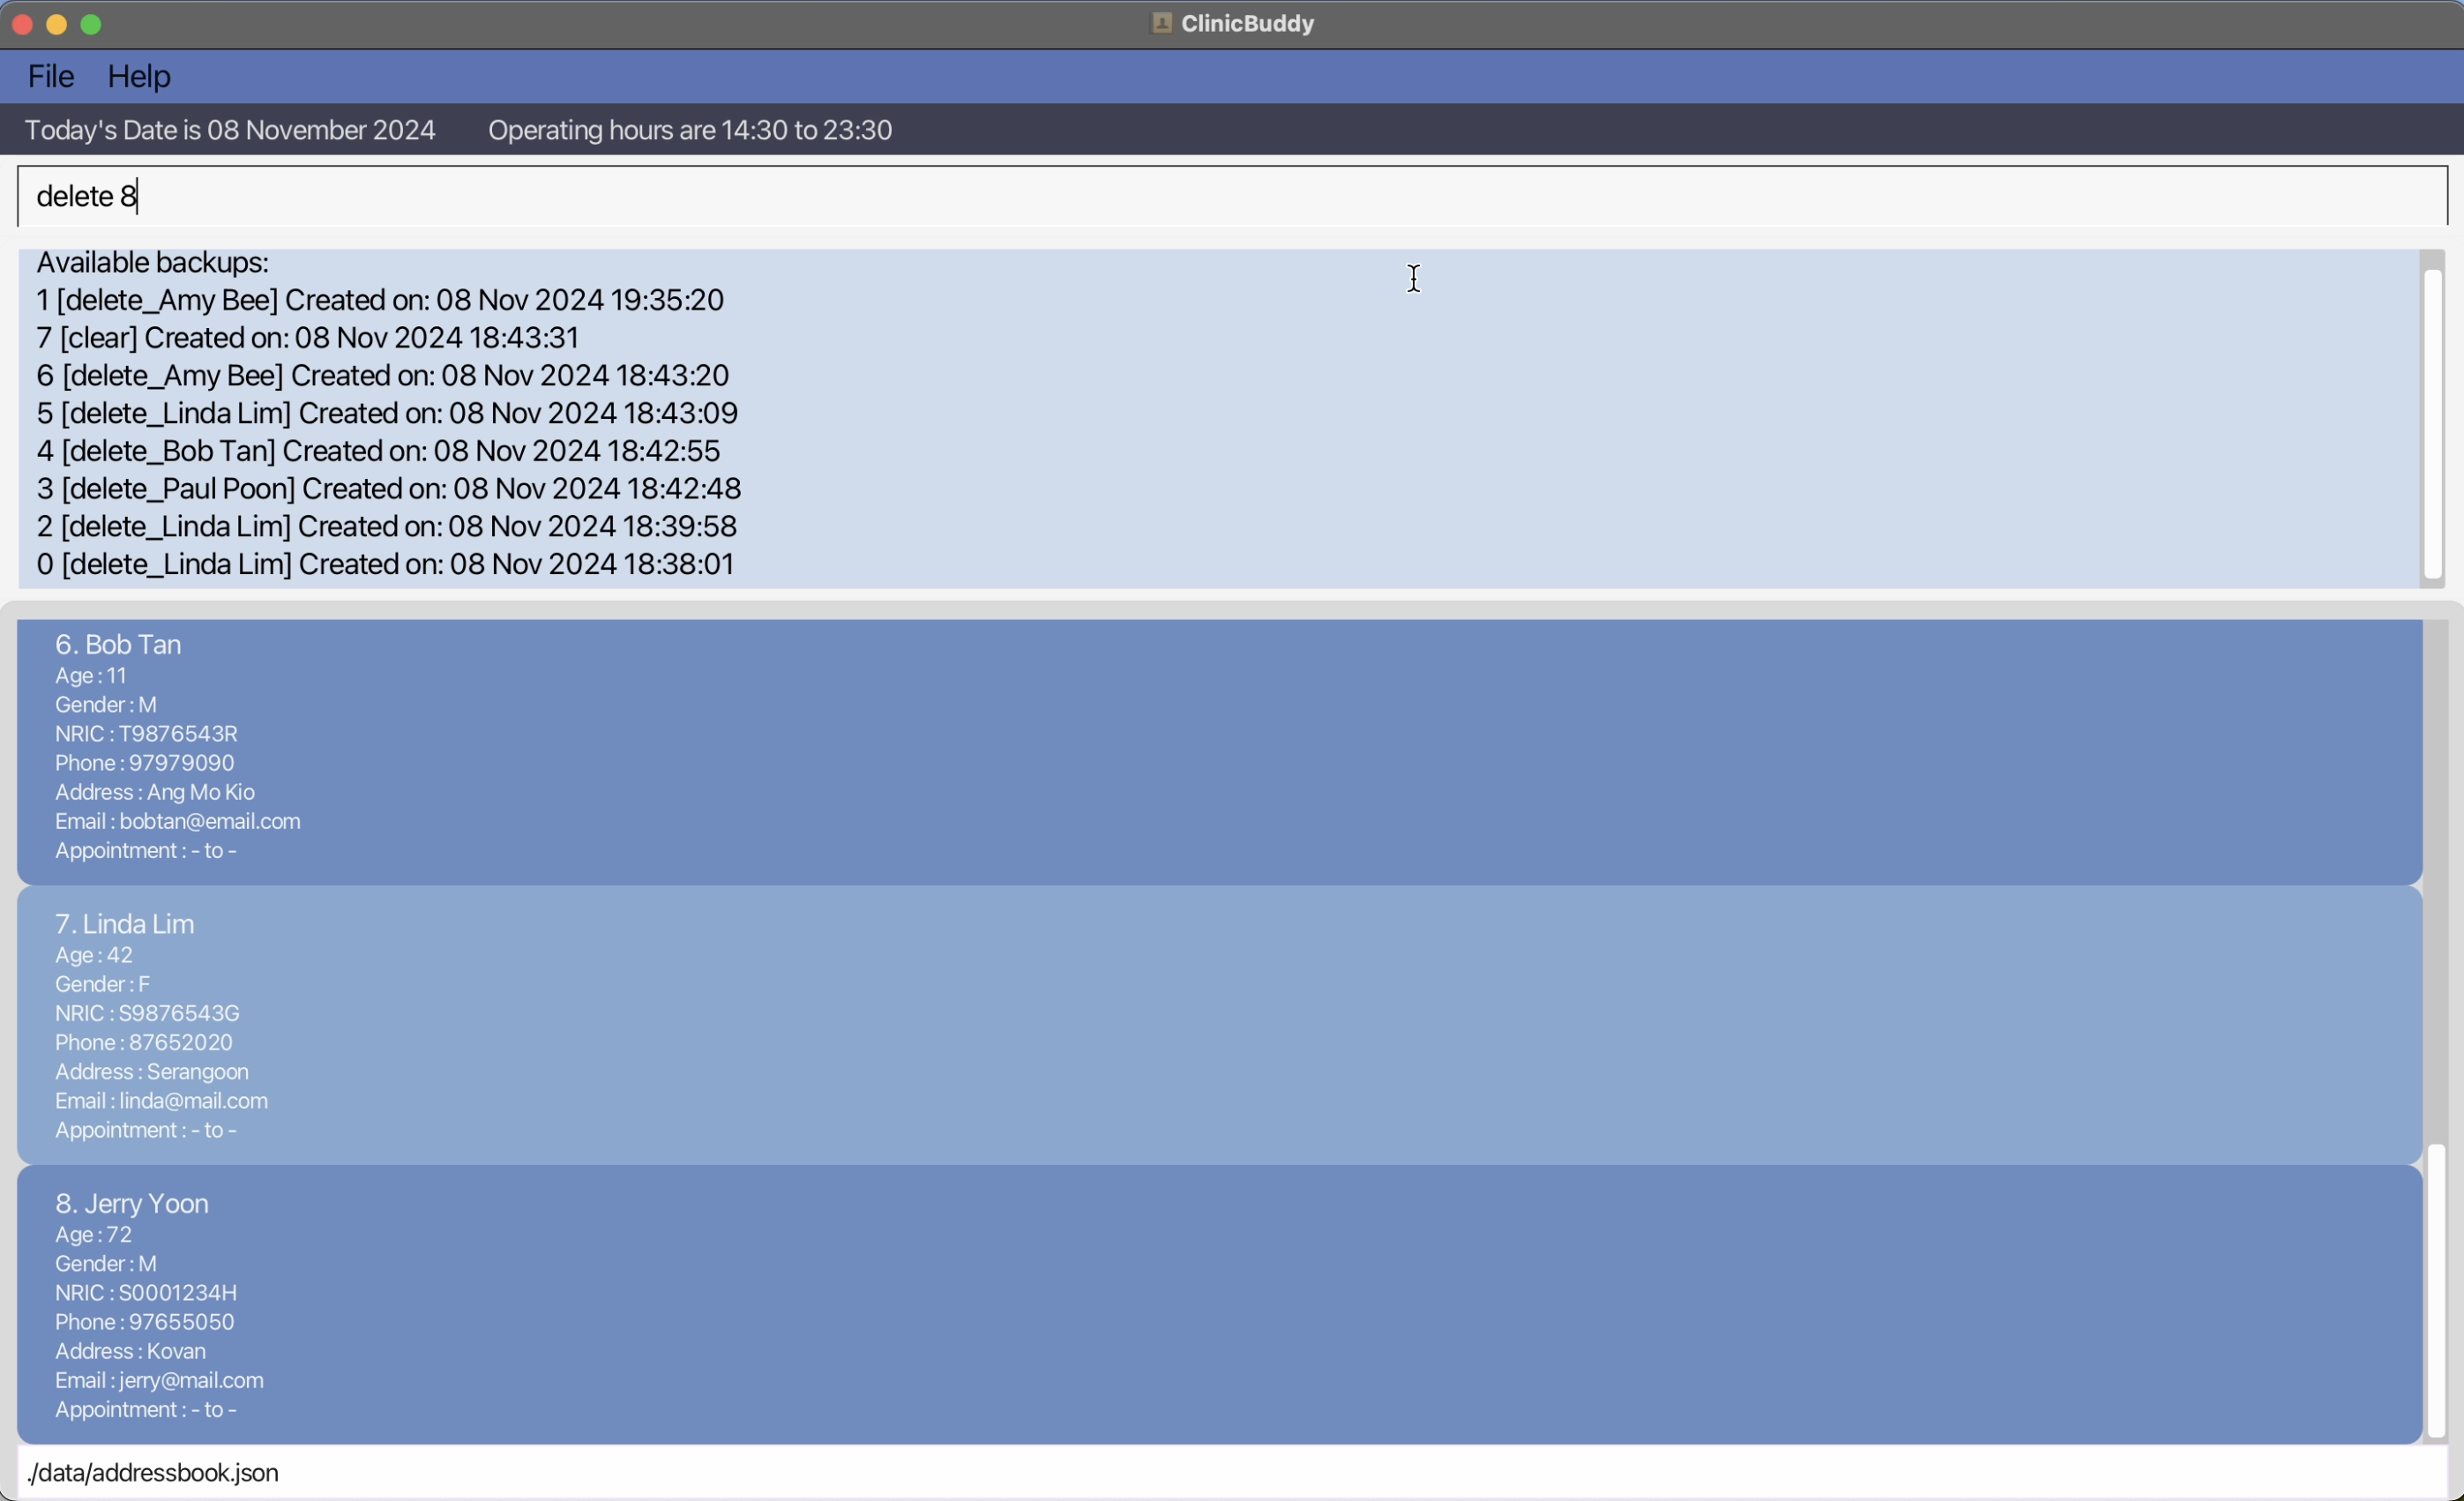 ClinicBuddy
File Help
Today's Date is 08 November 2024 Operating hours are 14:30 to 23:30
delete 8
Available backups:
1 [delete_Amy Bee] Created on: 08 Nov 2024 19:35:20
7 [clear] Created on: 08 Nov 2024 18:43:31
6 [delete_Amy Bee] Created on: 08 Nov 2024 18:43:20
5 [delete_Linda Lim] Created on: 08 Nov 2024 18:43:09
4 [delete_Bob Tan] Created on: 08 Nov 2024 18:42:55
3 [delete_Paul Poon] Created on: 08 Nov 2024 18:42:48
2 [delete_Linda Lim] Created on: 08 Nov 2024 18:39:58
0 [delete_Linda Lim] Created on: 08 Nov 2024 18:38:01
6. Bob Tan
Age : 11
Gender : M
NRIC : T9876543R
Phone : 97979090
Address : Ang Mo Kio
Email : bobtan@email.com
Appointment : - to -
7. Linda Lim
Age : 42
Gender : F
NRIC : S9876543G
Phone : 87652020
Address : Serangoon
Email : linda@mail.com
Appointment : - to -
8. Jerry Yoon
Age : 72
Gender : M
NRIC : S0001234H
Phone : 97655050
Address : Kovan
Email : jerry@mail.com
Appointment : - to -
./data/addressbook.json